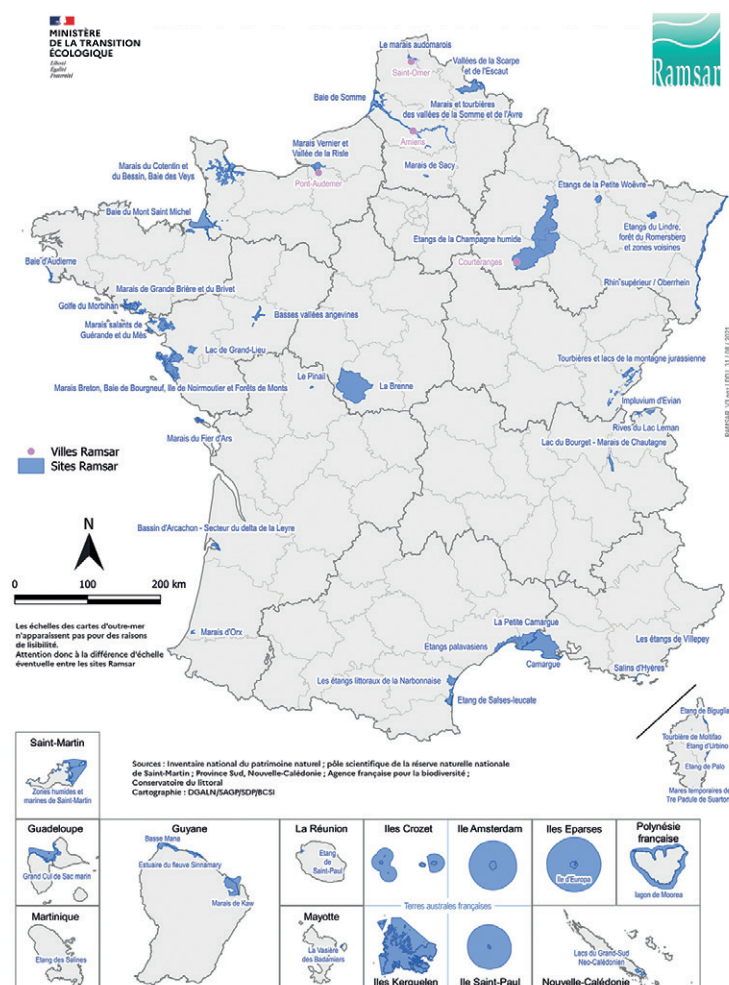 MINISTÈRE
DE LA TRANSITION
ÉCOLOGIQUE
Liberté
Égalité
Fraternité
Ramsar
Le marais audomarois
Saint-Omer
Vallées de la Scarpe
et de l'Escaut
Baie de Somme
Marais et tourbières
des vallées de la Somme et de l'Avre
Amiens
Marais Vernier et
Vallée de la Risle
Pont-Audemer
Marais de Sacy
Marais du Cotentin et
du Bessin, Baie des Veys
Etangs de la Petite Woëvre
Baie du Mont Saint Michel
Etangs de la Champagne humide
Etangs du Lindre,
forêt du Romersberg
et zones voisines
Courteranges
Baie d'Audierne
Rhin supérieur / Oberrhein
Marais de Grande Brière et du Brivet
Golfe du Morbihan
Basses vallées angevines
Marais salants de
Guérande et du Mès
Lac de Grand-Lieu
Tourbières et lacs de la montagne jurassienne
Le Pinail
La Brenne
Marais Breton, Baie de Bourgneuf, Ile de Noirmoutier et Forêts de Monts
Impluvium d'Evian
Rives du Lac Leman
Marais du Fier d'Ars
Lac du Bourget - Marais de Chautagne
Villes Ramsar
Sites Ramsar
N
Bassin d'Arcachon - Secteur du delta de la Leyre
0 100 200 km
Les échelles des cartes d'outre-mer
n'apparaissent pas pour des raisons
de lisibilité.
Attention donc à la différence d'échelle
éventuelle entre les sites Ramsar
Marais d'Orx
La Petite Camargue
Etangs palavasiens
Camargue
Les étangs de Villepey
Salins d'Hyères
Les étangs littoraux de la Narbonnaise
Etang de Salses-leucate
Etang de Biguglia
Tourbière de Moltifao
Etang d'Urbino
Etang de Palo
Mares temporaires de
Tre Padule de Suartone
Saint-Martin
Zones humides et
marines de Saint-Martin
Sources : Inventaire national du patrimoine naturel ; pôle scientifique de la réserve naturelle nationale
de Saint-Martin ; Province Sud, Nouvelle-Calédonie ; Agence française pour la biodiversité ;
Conservatoire du littoral
Cartographie : DGALN/SAGP/SDP/BCSI
Guadeloupe
Grand Cul de Sac marin
Guyane
Basse Mana
Estuaire du fleuve Sinnamary
Marais de Kaw
La Réunion
Etang
de
Saint-Paul
Iles Crozet
Ile Amsterdam
Iles Eparses
Ile d'Europa
Polynésie
française
lagon de Moorea
Terres australes françaises
Martinique
Etang des Salines
Mayotte
La Vasière
des Badamiers
Iles Kerguelen
Ile Saint-Paul
Lacs du Grand-Sud
Neo-Calédonien
Nouvelle-Calédonie